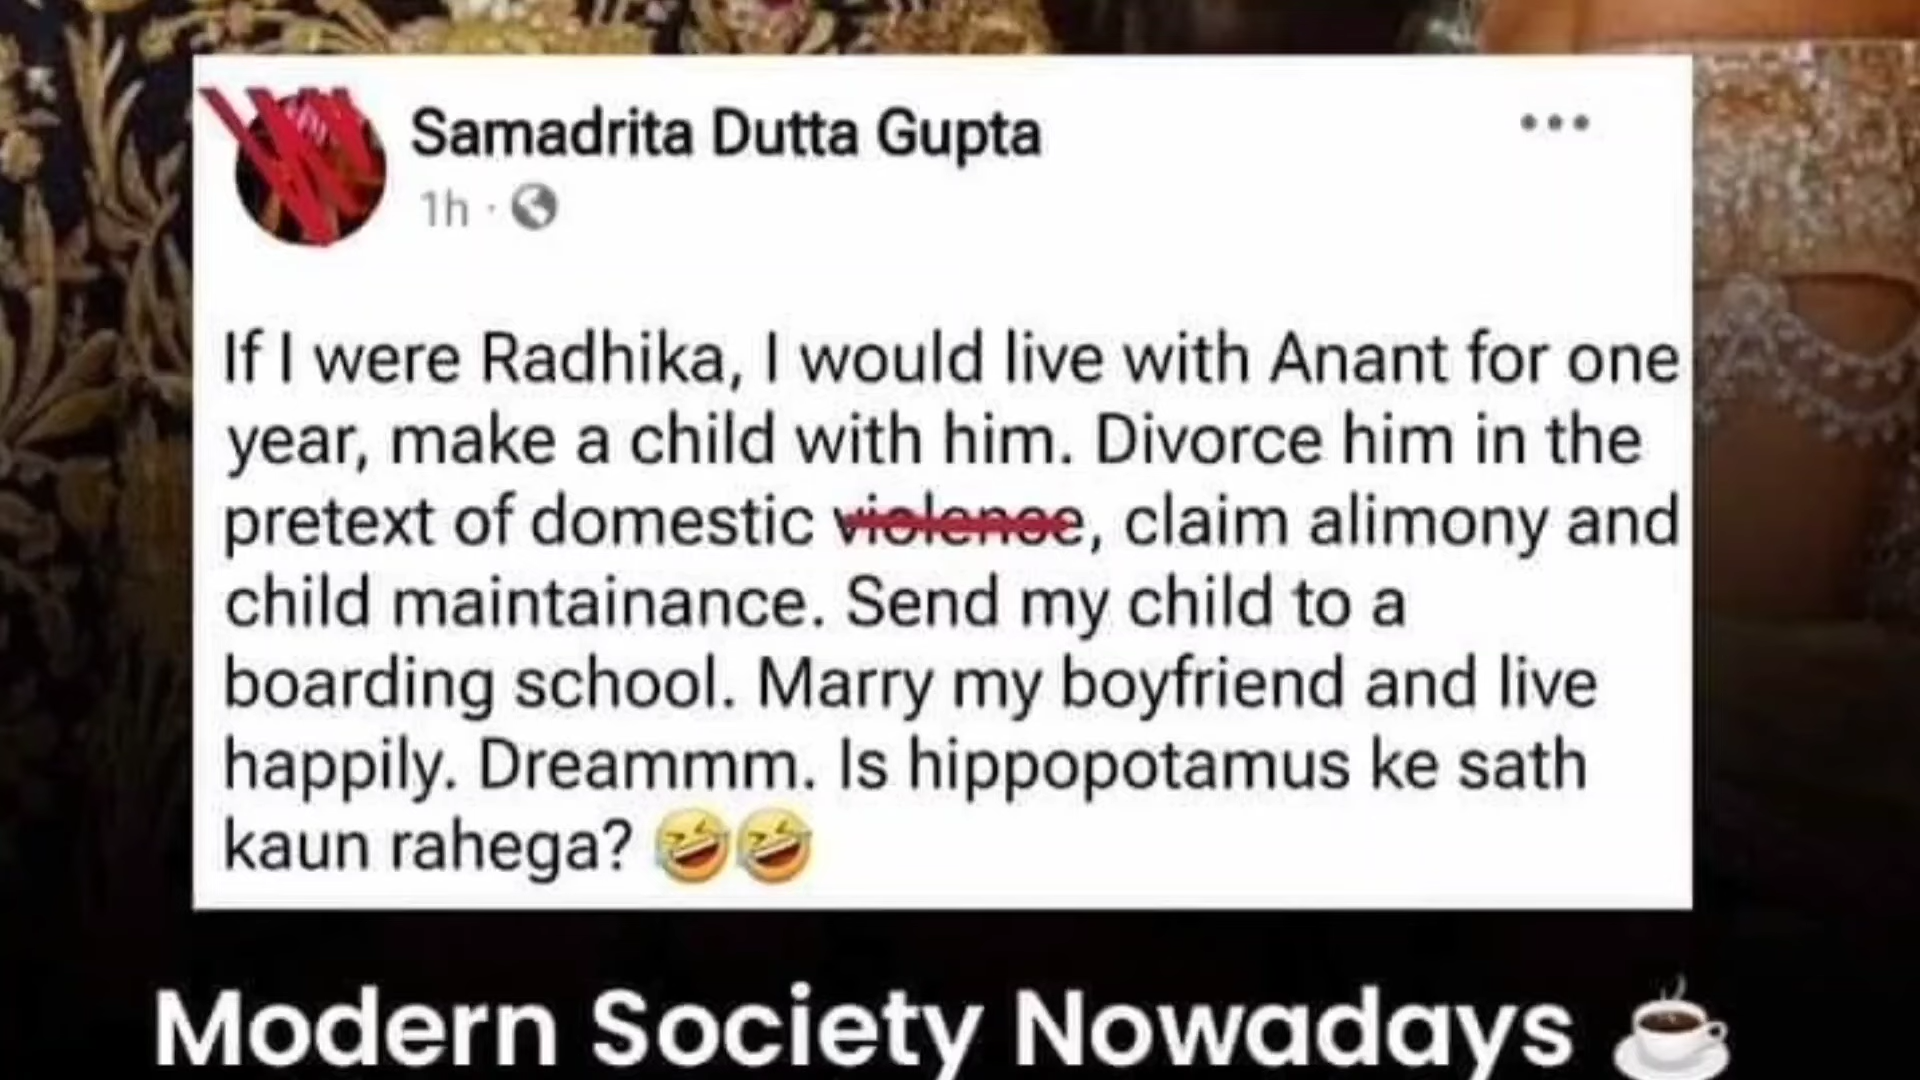 Samadrita Dutta Gupta
1h ·
If I were Radhika, I would live with Anant for one
year, make a child with him. Divorce him in the
pretext of domestic violence, claim alimony and
child maintainance. Send my child to a
boarding school. Marry my boyfriend and live
happily. Dreammm. Is hippopotamus ke sath
kaun rahega? 🤣🤣
Modern Society Nowadays ☕